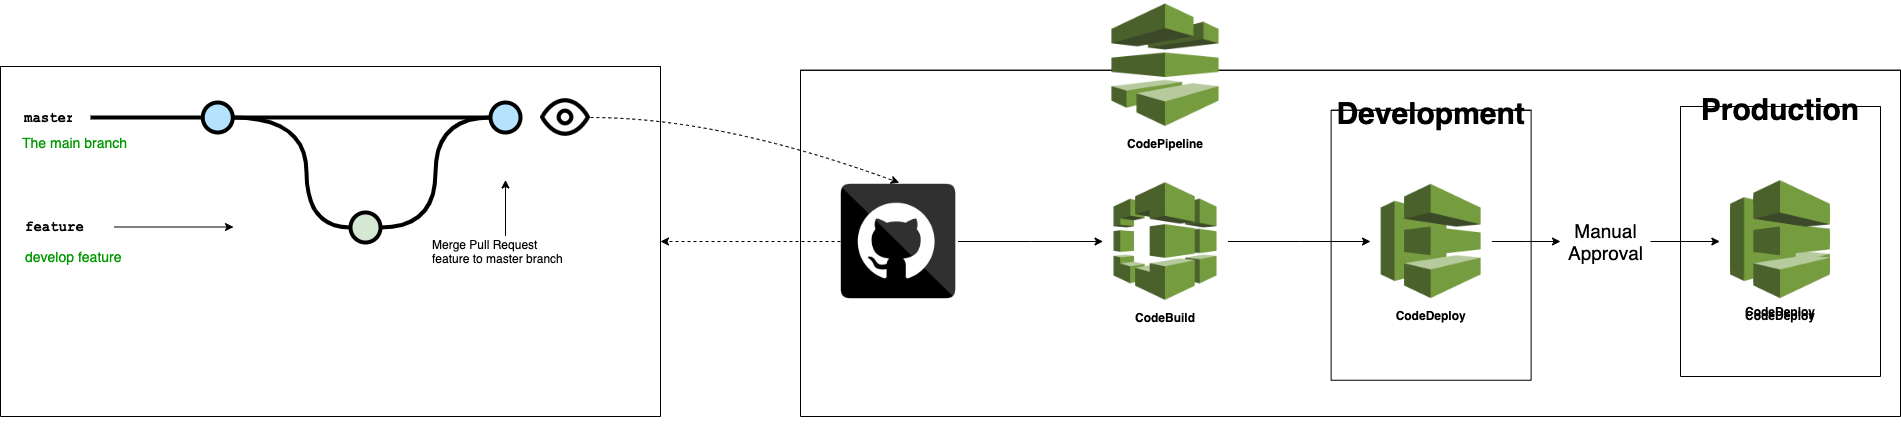 master
The main branch
feature
develop feature
Merge Pull Request
feature to master branch
CodePipeline
CodeBuild
Development
CodeDeploy
Manual
Approval
Production
CodeDeploy
CodeDeploy